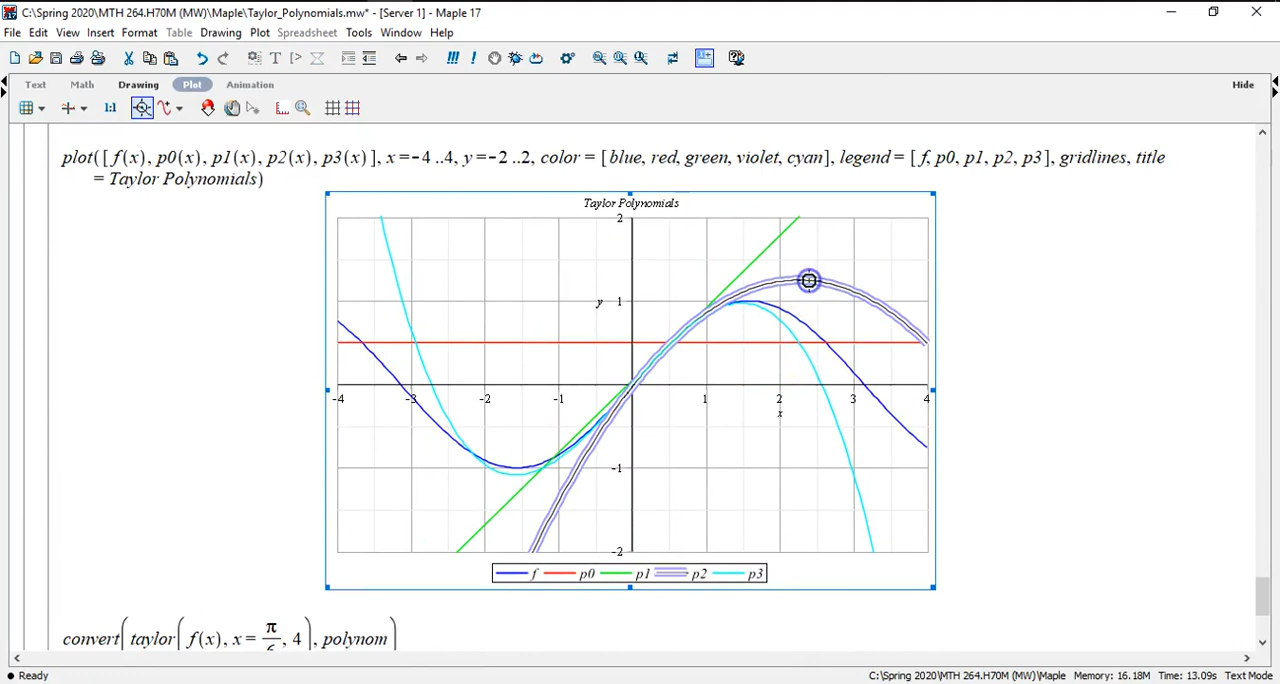 C:\Spring 2020\MTH 264.H70M (MW)\Maple\Taylor_Polynomials.mw* - [Server 1] - Maple 17
File Edit View Insert Format Table Drawing Plot Spreadsheet Tools Window Help
Text Math Drawing Plot Animation Hide
1:1
plot([f(x), p0(x), p1(x), p2(x), p3(x)], x=-4 ..4, y=-2 ..2, color = [blue, red, green, violet, cyan], legend = [f, p0, p1, p2, p3], gridlines, title
= Taylor Polynomials)
Taylor Polynomials
2
y 1
-4 -3 -2 -1 0 1 2 3 4
x
-1
-2
f p0 p1 p2 p3
convert(taylor(f(x), x = π/6, 4), polynom)
Ready C:\Spring 2020\MTH 264.H70M (MW)\Maple Memory: 16.18M Time: 13.09s Text Mode